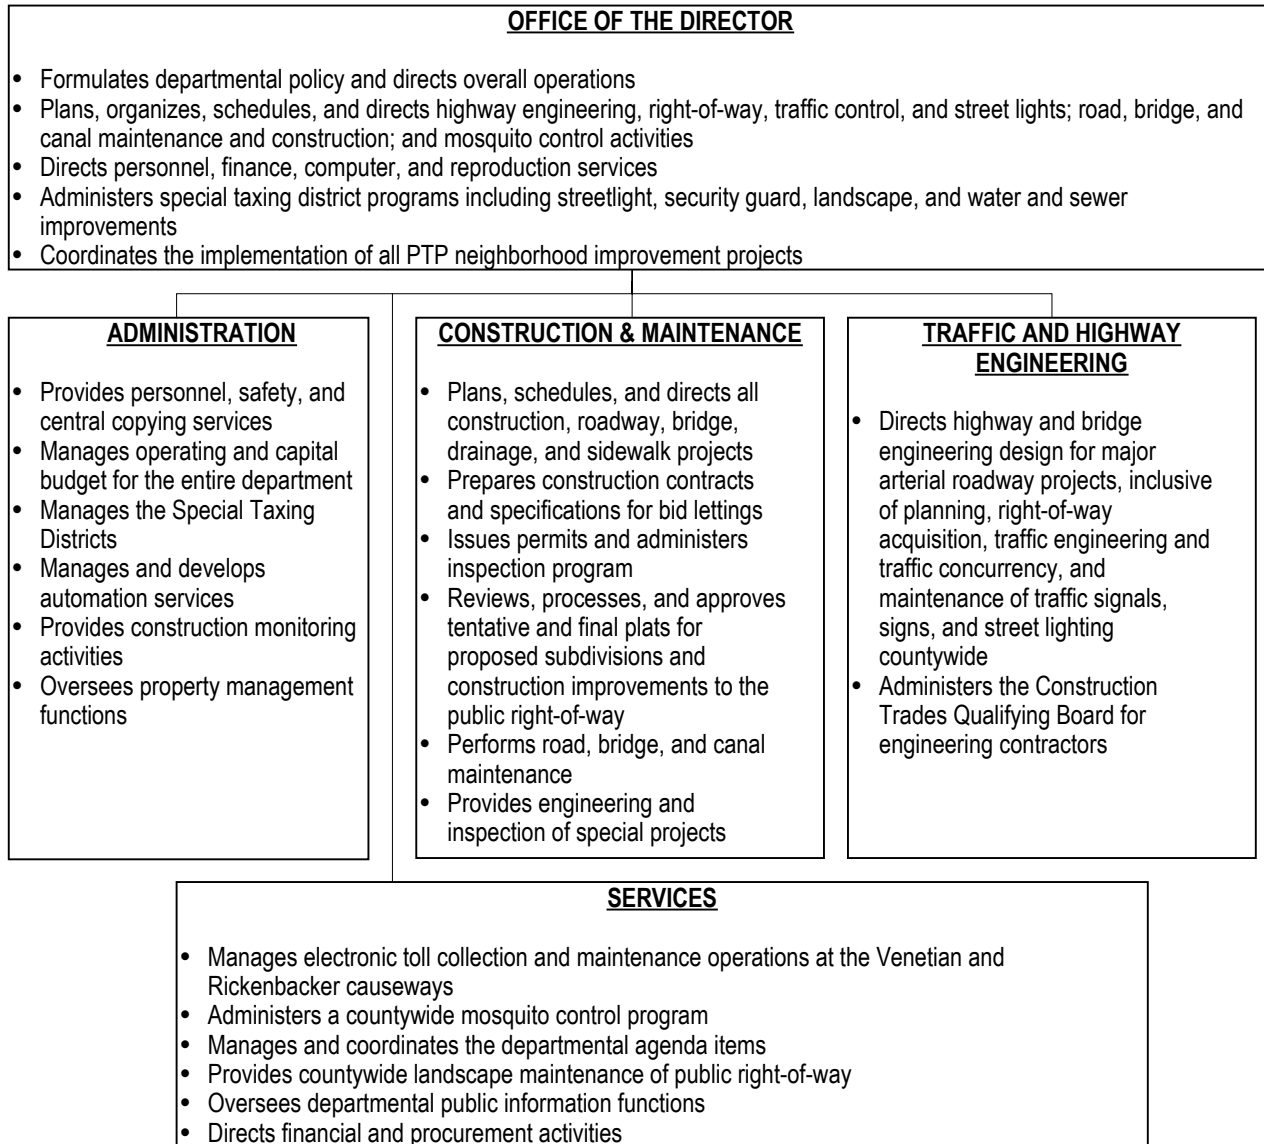 OFFICE OF THE DIRECTOR
• Formulates departmental policy and directs overall operations
• Plans, organizes, schedules, and directs highway engineering, right-of-way, traffic control, and street lights; road, bridge, and
canal maintenance and construction; and mosquito control activities
• Directs personnel, finance, computer, and reproduction services
• Administers special taxing district programs including streetlight, security guard, landscape, and water and sewer
improvements
• Coordinates the implementation of all PTP neighborhood improvement projects
ADMINISTRATION
• Provides personnel, safety, and
central copying services
• Manages operating and capital
budget for the entire department
• Manages the Special Taxing
Districts
• Manages and develops
automation services
• Provides construction monitoring
activities
• Oversees property management
functions
CONSTRUCTION & MAINTENANCE
• Plans, schedules, and directs all
construction, roadway, bridge,
drainage, and sidewalk projects
• Prepares construction contracts
and specifications for bid lettings
• Issues permits and administers
inspection program
• Reviews, processes, and approves
tentative and final plats for
proposed subdivisions and
construction improvements to the
public right-of-way
• Performs road, bridge, and canal
maintenance
• Provides engineering and
inspection of special projects
TRAFFIC AND HIGHWAY
ENGINEERING
• Directs highway and bridge
engineering design for major
arterial roadway projects, inclusive
of planning, right-of-way
acquisition, traffic engineering and
traffic concurrency, and
maintenance of traffic signals,
signs, and street lighting
countywide
• Administers the Construction
Trades Qualifying Board for
engineering contractors
SERVICES
• Manages electronic toll collection and maintenance operations at the Venetian and
Rickenbacker causeways
• Administers a countywide mosquito control program
• Manages and coordinates the departmental agenda items
• Provides countywide landscape maintenance of public right-of-way
• Oversees departmental public information functions
• Directs financial and procurement activities